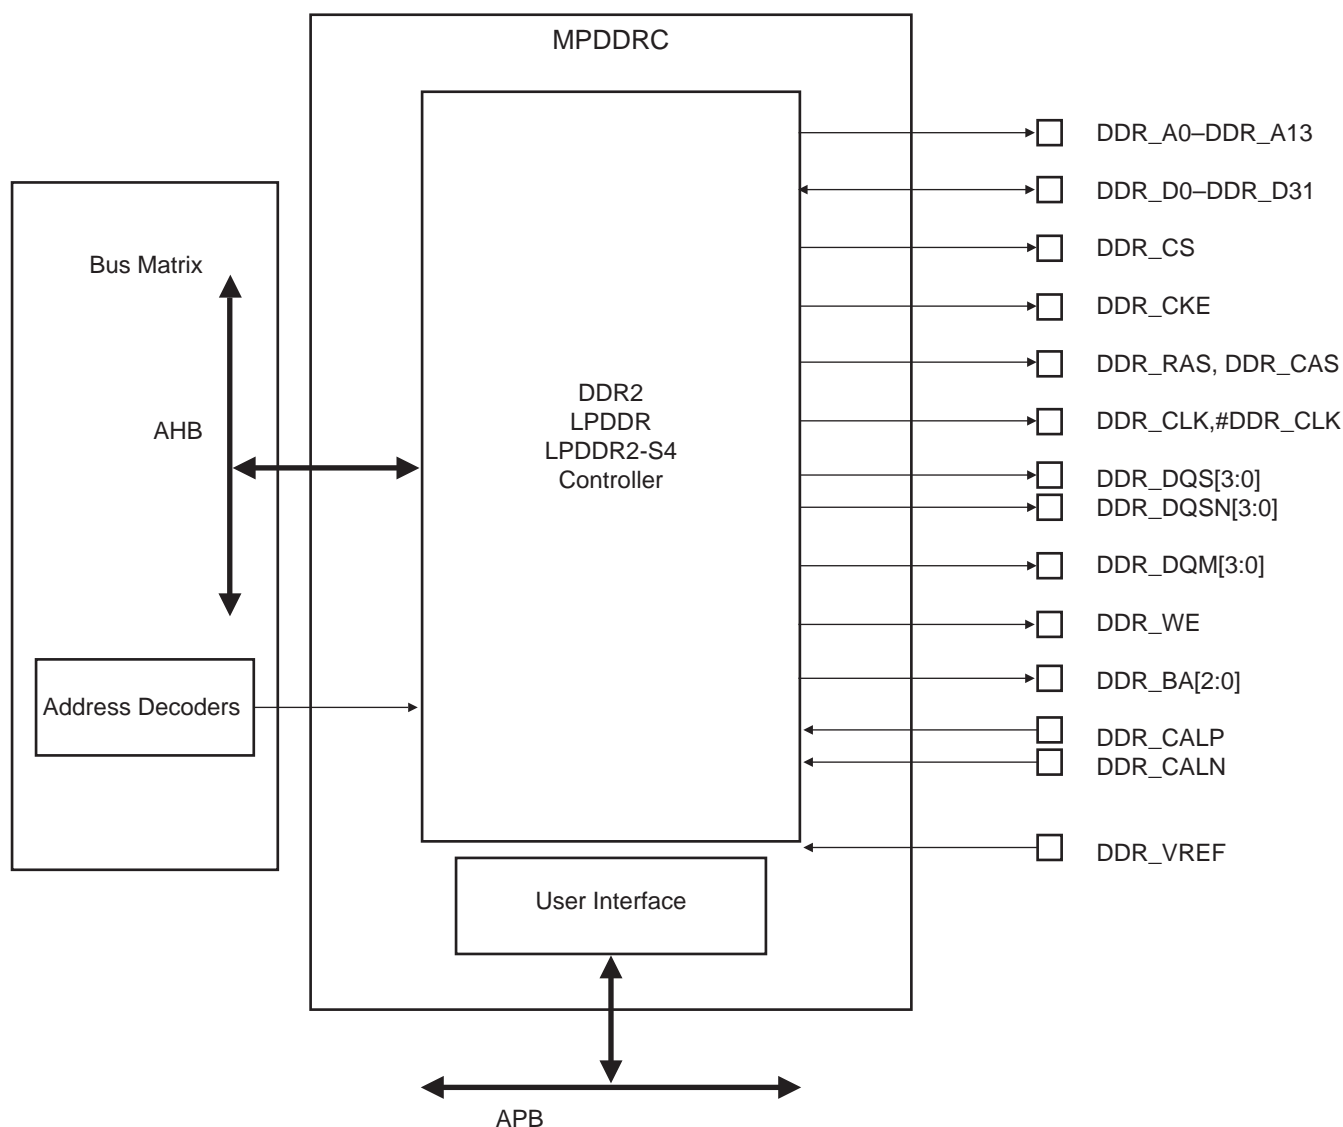 MPDDRC
Bus Matrix
AHB
Address Decoders
DDR2
LPDDR
LPDDR2-S4
Controller
User Interface
APB
DDR_A0–DDR_A13
DDR_D0–DDR_D31
DDR_CS
DDR_CKE
DDR_RAS, DDR_CAS
DDR_CLK,#DDR_CLK
DDR_DQS[3:0]
DDR_DQSN[3:0]
DDR_DQM[3:0]
DDR_WE
DDR_BA[2:0]
DDR_CALP
DDR_CALN
DDR_VREF